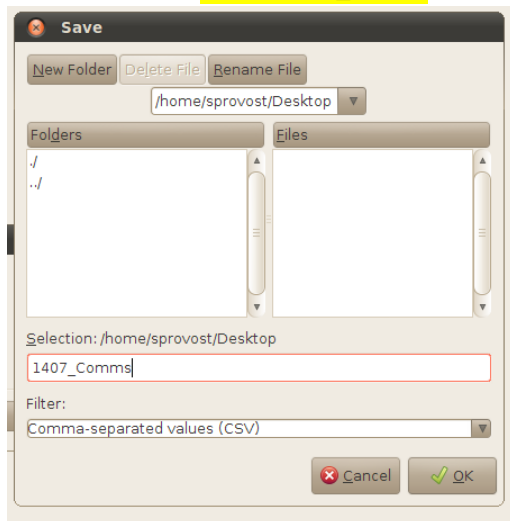 Save
New Folder Delete File Rename File
/home/sprovost/Desktop
Folders Files
./
../
Selection: /home/sprovost/Desktop
1407_Comms
Filter:
Comma-separated values (CSV)
Cancel OK